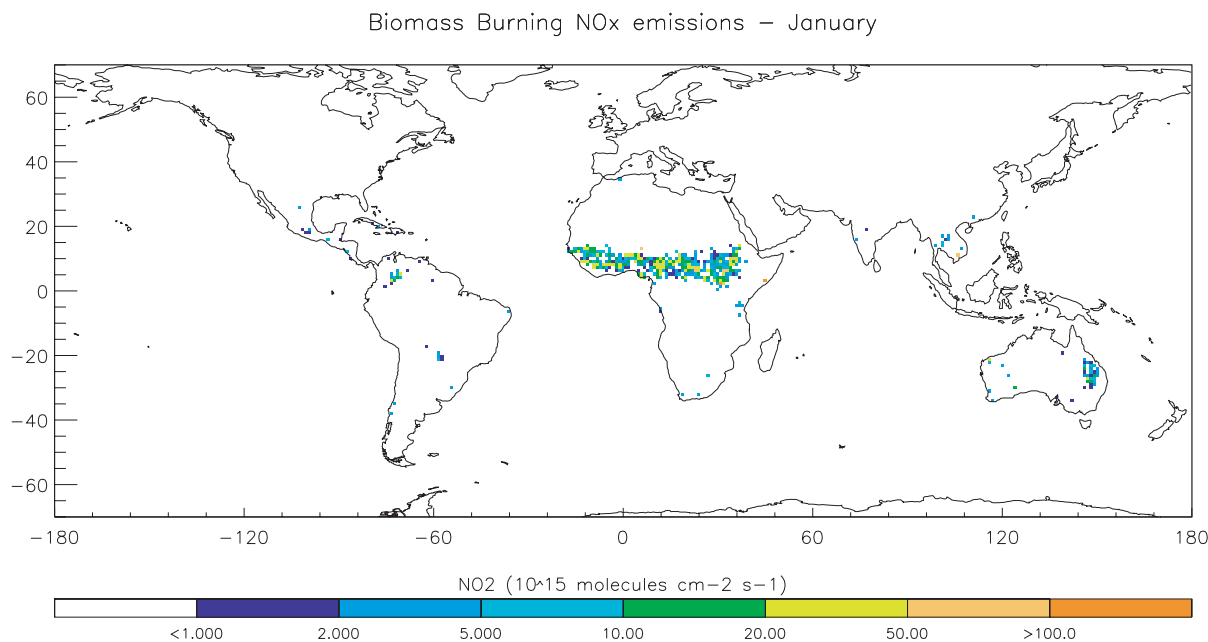 Biomass Burning NOx emissions − January
60
40
20
0
−20
−40
−60
−180 −120 −60 0 60 120 180
NO2 (10^15 molecules cm−2 s−1)
<1.000 2.000 5.000 10.00 20.00 50.00 >100.0